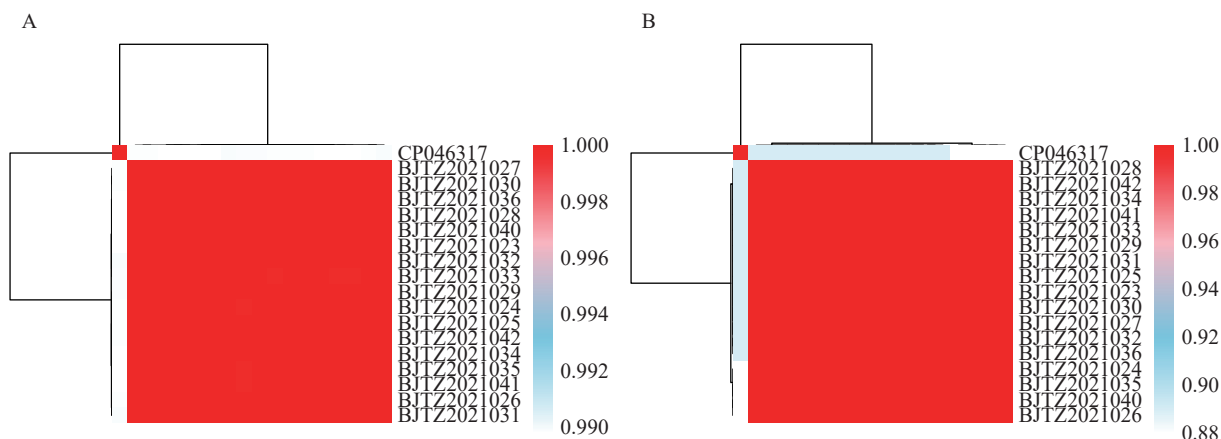 A
CP046317
BJTZ2021027
BJTZ2021030
BJTZ2021036
BJTZ2021028
BJTZ2021040
BJTZ2021023
BJTZ2021032
BJTZ2021033
BJTZ2021029
BJTZ2021024
BJTZ2021025
BJTZ2021042
BJTZ2021034
BJTZ2021035
BJTZ2021041
BJTZ2021026
BJTZ2021031
1.000
0.998
0.996
0.994
0.992
0.990
B
CP046317
BJTZ2021028
BJTZ2021042
BJTZ2021034
BJTZ2021041
BJTZ2021033
BJTZ2021029
BJTZ2021031
BJTZ2021025
BJTZ2021023
BJTZ2021030
BJTZ2021027
BJTZ2021032
BJTZ2021036
BJTZ2021024
BJTZ2021035
BJTZ2021040
BJTZ2021026
1.00
0.98
0.96
0.94
0.92
0.90
0.88